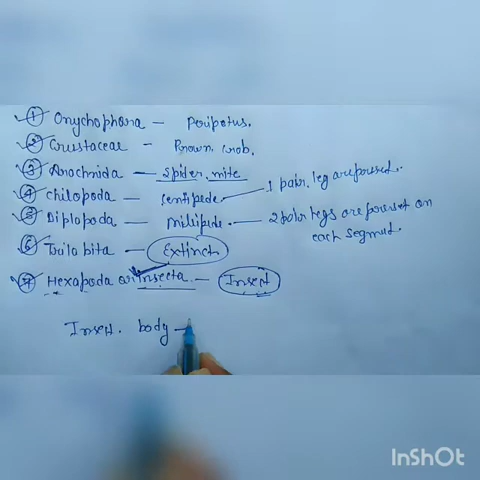 ① Onychophora — Peripatus.
② Crustaceae — Prown. crab.
③ Arachnida — spider, mite
④ chilopoda — centipede — 1 pair leg are present.
⑤ Diplopoda — millipede. — 2 pair legs are present on each segment.
⑥ Trilobita — Extinct
⑦ Hexapoda or Insecta — Insect
Insect. body —
InShOt